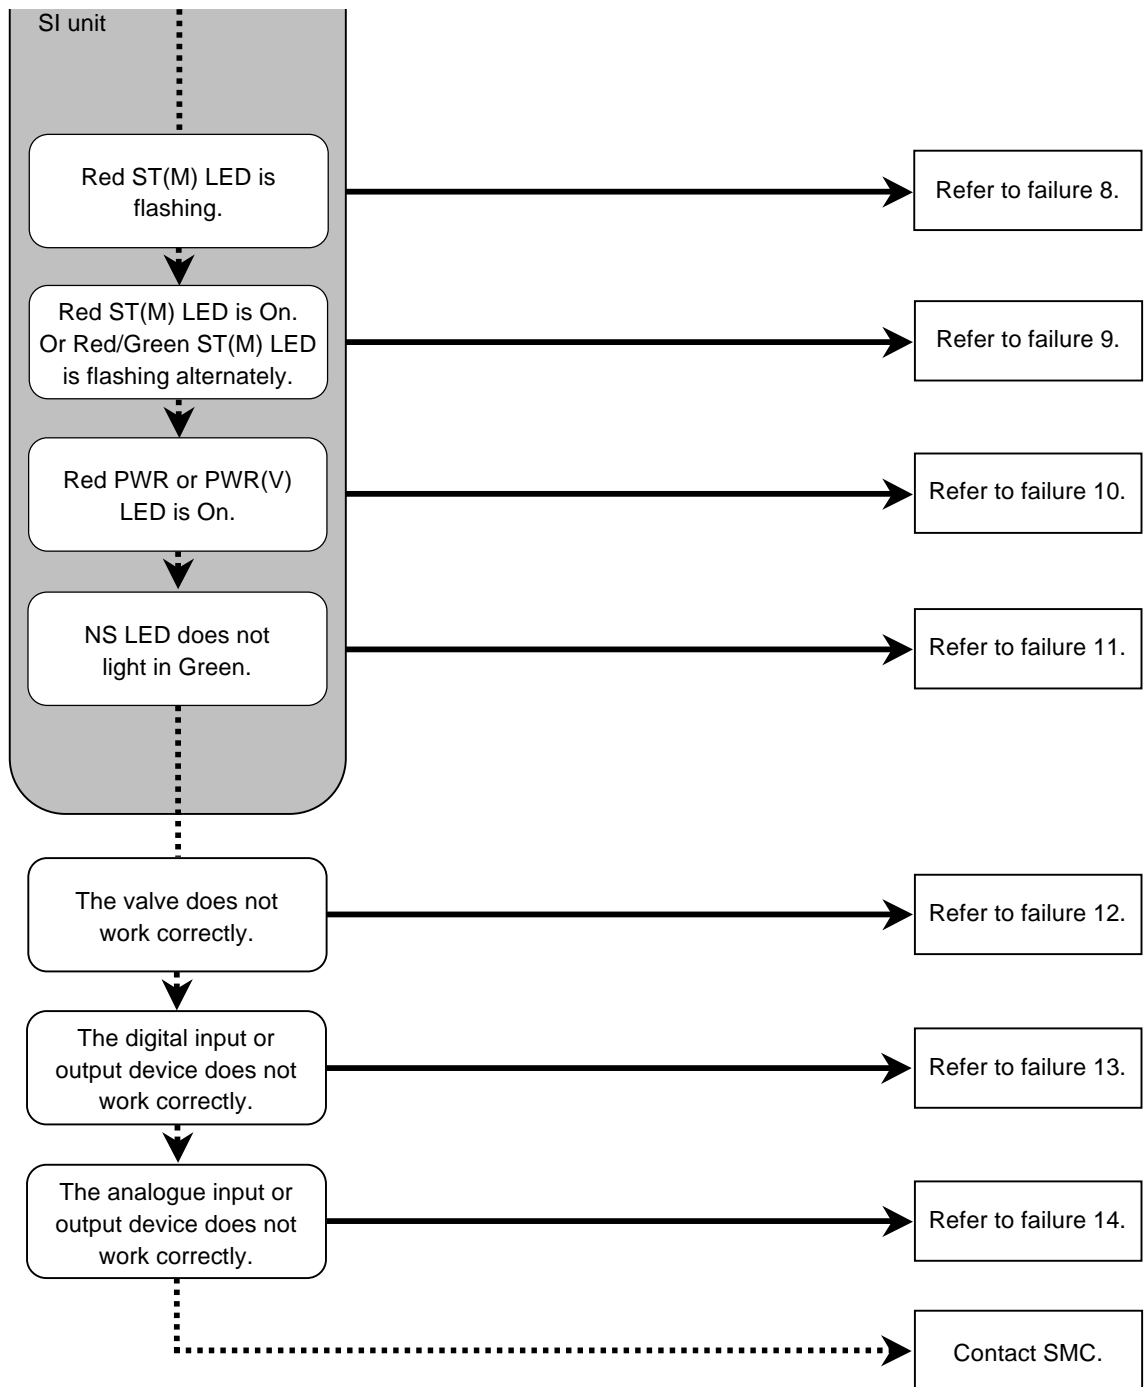 SI unit
Red ST(M) LED is
flashing.
Refer to failure 8.
Red ST(M) LED is On.
Or Red/Green ST(M) LED
is flashing alternately.
Refer to failure 9.
Red PWR or PWR(V)
LED is On.
Refer to failure 10.
NS LED does not
light in Green.
Refer to failure 11.
The valve does not
work correctly.
Refer to failure 12.
The digital input or
output device does not
work correctly.
Refer to failure 13.
The analogue input or
output device does not
work correctly.
Refer to failure 14.
Contact SMC.